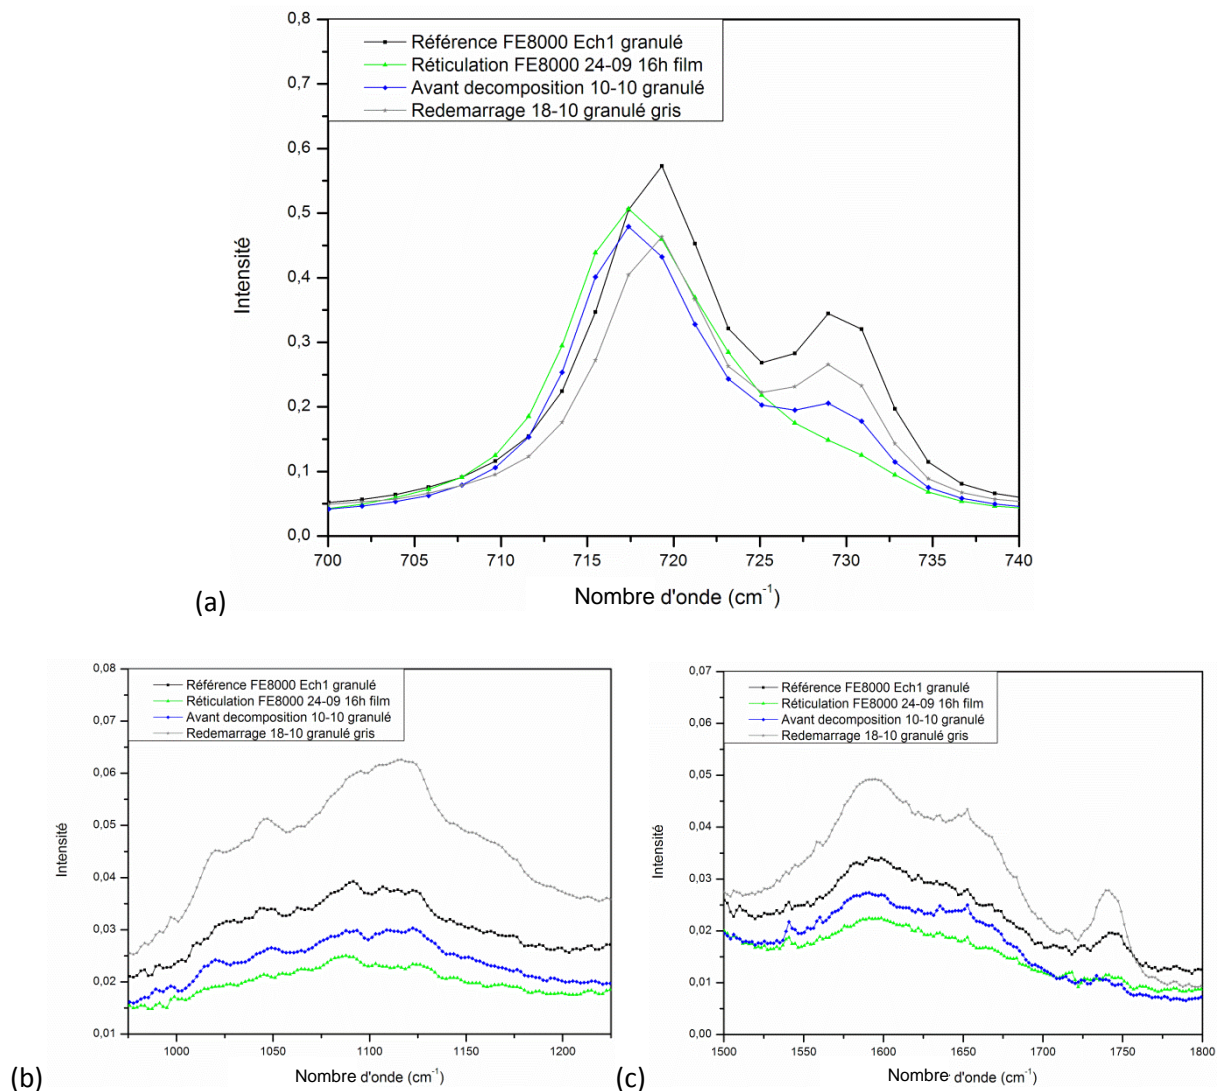 0,8
Référence FE8000 Ech1 granulé
Réticulation FE8000 24-09 16h film
Avant decomposition 10-10 granulé
Redemarrage 18-10 granulé gris
0,7
0,6
0,5
0,4
0,3
0,2
0,1
0,0
Intensité
700 705 710 715 720 725 730 735 740
Nombre d'onde (cm⁻¹)
(a)
0,08
Référence FE8000 Ech1 granulé
Réticulation FE8000 24-09 16h film
Avant decomposition 10-10 granulé
Redemarrage 18-10 granulé gris
0,07
0,06
0,05
0,04
0,03
0,02
0,01
Intensité
1000 1050 1100 1150 1200
Nombre d'onde (cm⁻¹)
(b)
0,07
Référence FE8000 Ech1 granulé
Réticulation FE8000 24-09 16h film
Avant decomposition 10-10 granulé
Redemarrage 18-10 granulé gris
0,06
0,05
0,04
0,03
0,02
0,01
0,00
Intensité
1500 1550 1600 1650 1700 1750 1800
Nombre d'onde (cm⁻¹)
(c)